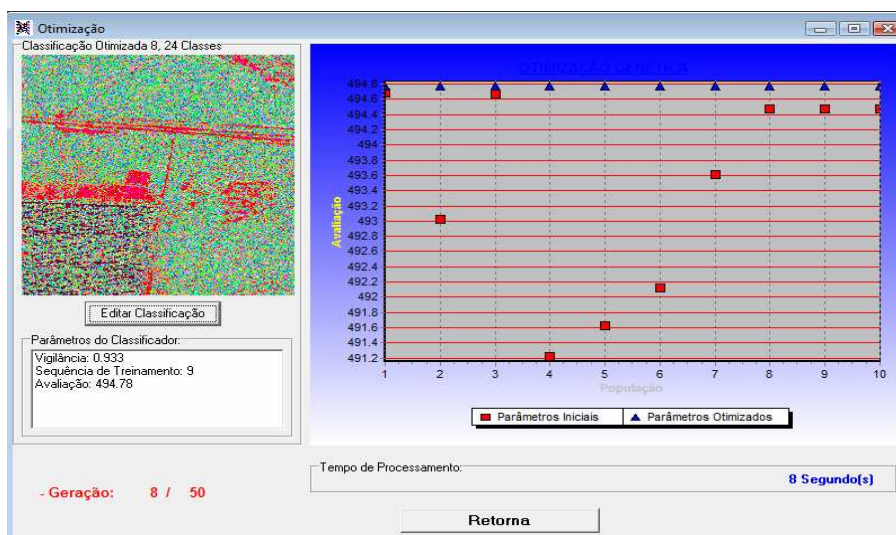 Otimização
Classificação Otimizada 8, 24 Classes
Editar Classificação
Parâmetros do Classificador:
Vigilância: 0.933
Sequência de Treinamento: 9
Avaliação: 494.78
- Geração: 8 / 50
OTIMIZAÇÃO GENÉTICA
Avaliação
494.8
494.6
494.4
494.2
494
493.8
493.6
493.4
493.2
493
492.8
492.6
492.4
492.2
492
491.8
491.6
491.4
491.2
1 2 3 4 5 6 7 8 9 10
População
Parâmetros Iniciais Parâmetros Otimizados
Tempo de Processamento:
8 Segundo(s)
Retorna